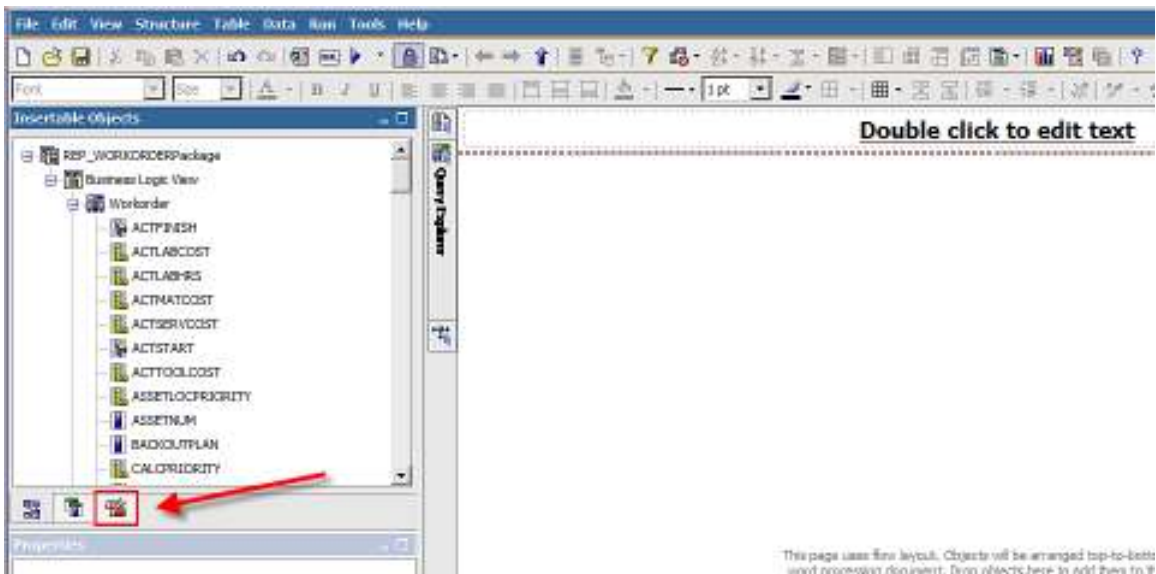 File Edit View Structure Table Data Run Tools Help
Font Size 1 pt
Insertable Objects
Double click to edit text
REP_WORKORDERPackage
Business Logic View
Workorder
Query Explorer
ACTFINISH
ACTLABCOST
ACTLABHRS
ACTMATCOST
ACTSERVCOST
ACTSTART
ACTTOOLCOST
ASSETLOCPRIORITY
ASSETNUM
BACKOUTPLAN
CALCPRIORITY
Properties
This page uses flow layout. Objects will be arranged top-to-bott
word processing document. Drop objects here to add them to th